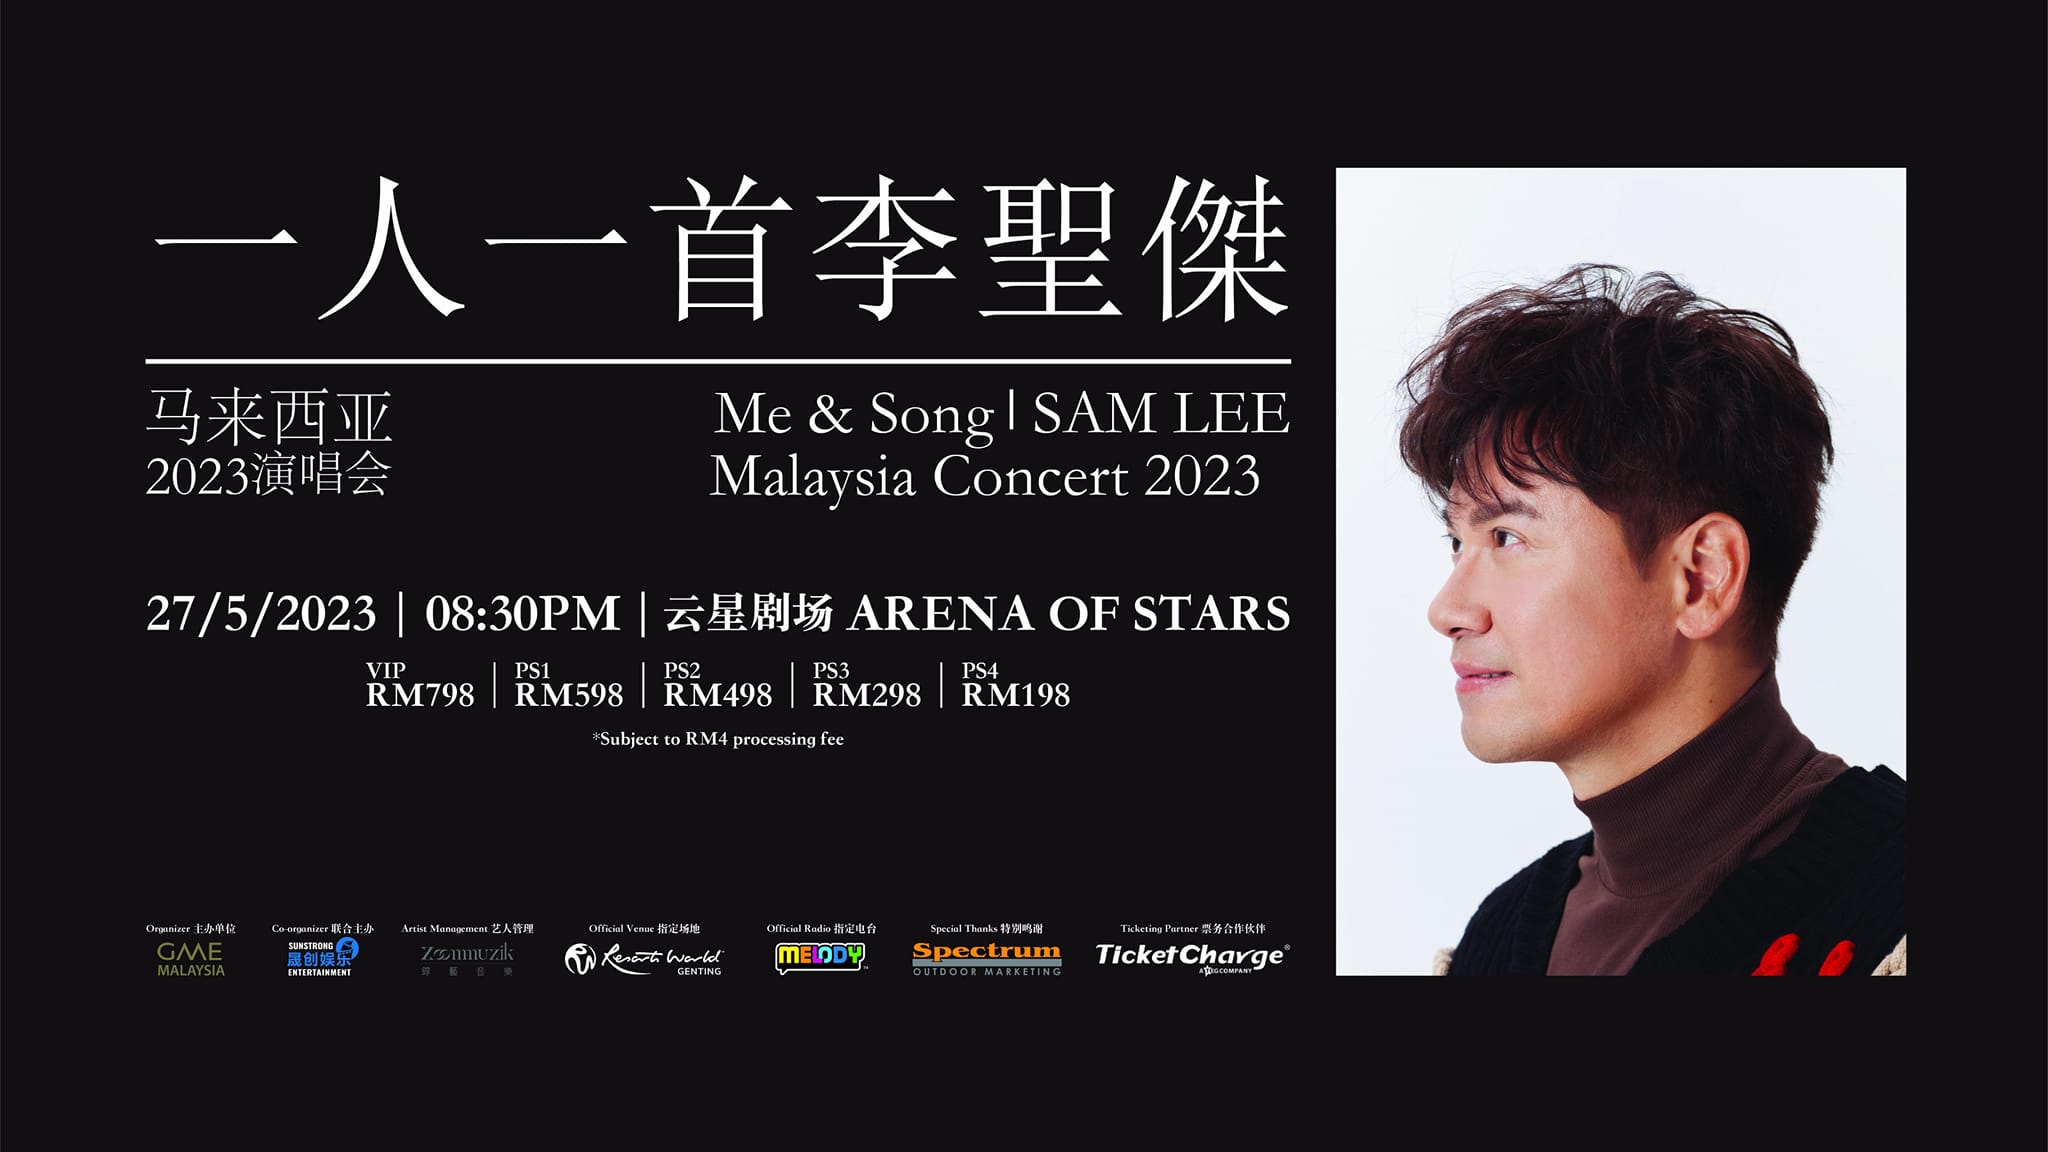 一人一首李聖傑
马来西亚
2023演唱会
Me & Song | SAM LEE
Malaysia Concert 2023
27/5/2023 | 08:30PM | 云星剧场 ARENA OF STARS
VIP | PS1 | PS2 | PS3 | PS4
RM798 | RM598 | RM498 | RM298 | RM198
*Subject to RM4 processing fee
Organizer 主办单位
GME
MALAYSIA
Co-organizer 联合主办
SUNSTRONG
晟创娱乐
ENTERTAINMENT
Artist Management 艺人管理
zoommuzik
Official Venue 指定场地
RW Resorts World
GENTING
Official Radio 指定电台
MELODY
Special Thanks 特别鸣谢
Spectrum
OUTDOOR MARKETING
Ticketing Partner 票务合作伙伴
TicketCharge®